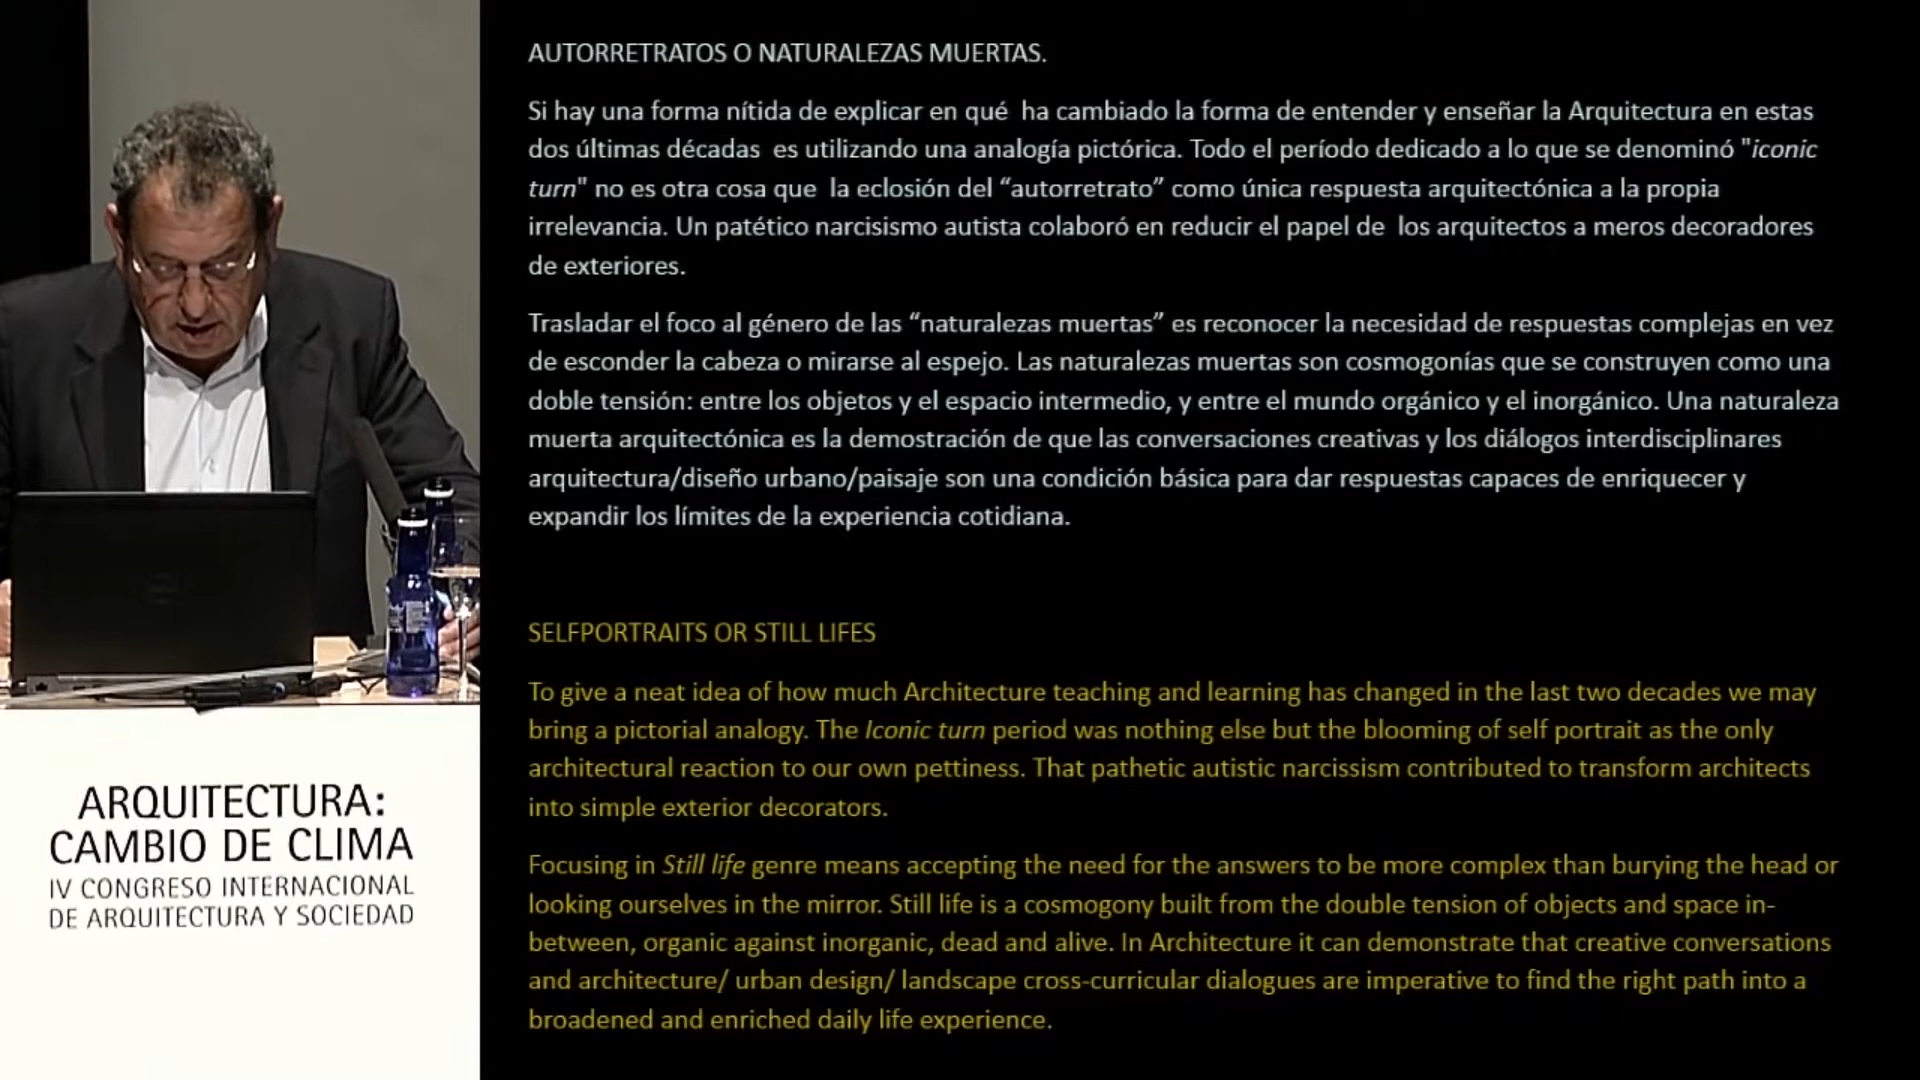 AUTORRETRATOS O NATURALEZAS MUERTAS.
Si hay una forma nítida de explicar en qué ha cambiado la forma de entender y enseñar la Arquitectura en estas
dos últimas décadas es utilizando una analogía pictórica. Todo el período dedicado a lo que se denominó "iconic
turn" no es otra cosa que la eclosión del “autorretrato” como única respuesta arquitectónica a la propia
irrelevancia. Un patético narcisismo autista colaboró en reducir el papel de los arquitectos a meros decoradores
de exteriores.
Trasladar el foco al género de las “naturalezas muertas” es reconocer la necesidad de respuestas complejas en vez
de esconder la cabeza o mirarse al espejo. Las naturalezas muertas son cosmogonías que se construyen como una
doble tensión: entre los objetos y el espacio intermedio, y entre el mundo orgánico y el inorgánico. Una naturaleza
muerta arquitectónica es la demostración de que las conversaciones creativas y los diálogos interdisciplinares
arquitectura/diseño urbano/paisaje son una condición básica para dar respuestas capaces de enriquecer y
expandir los límites de la experiencia cotidiana.
SELFPORTRAITS OR STILL LIFES
To give a neat idea of how much Architecture teaching and learning has changed in the last two decades we may
bring a pictorial analogy. The Iconic turn period was nothing else but the blooming of self portrait as the only
architectural reaction to our own pettiness. That pathetic autistic narcissism contributed to transform architects
into simple exterior decorators.
Focusing in Still life genre means accepting the need for the answers to be more complex than burying the head or
looking ourselves in the mirror. Still life is a cosmogony built from the double tension of objects and space in-
between, organic against inorganic, dead and alive. In Architecture it can demonstrate that creative conversations
and architecture/ urban design/ landscape cross-curricular dialogues are imperative to find the right path into a
broadened and enriched daily life experience.
ARQUITECTURA:
CAMBIO DE CLIMA
IV CONGRESO INTERNACIONAL
DE ARQUITECTURA Y SOCIEDAD